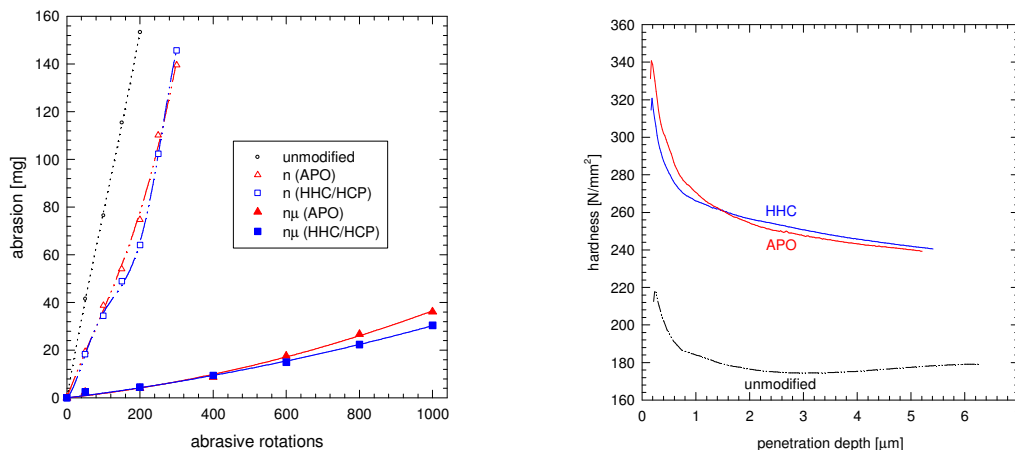 160
140
120
100
80
60
40
20
0
abrasion [mg]
0 200 400 600 800 1000
abrasive rotations
unmodified
n (APO)
n (HHC/HCP)
nμ (APO)
nμ (HHC/HCP)
360
340
320
300
280
260
240
220
200
180
160
hadness [N/mm²]
HHC
APO
unmodified
0 1 2 3 4 5 6
penetration depth [μm]